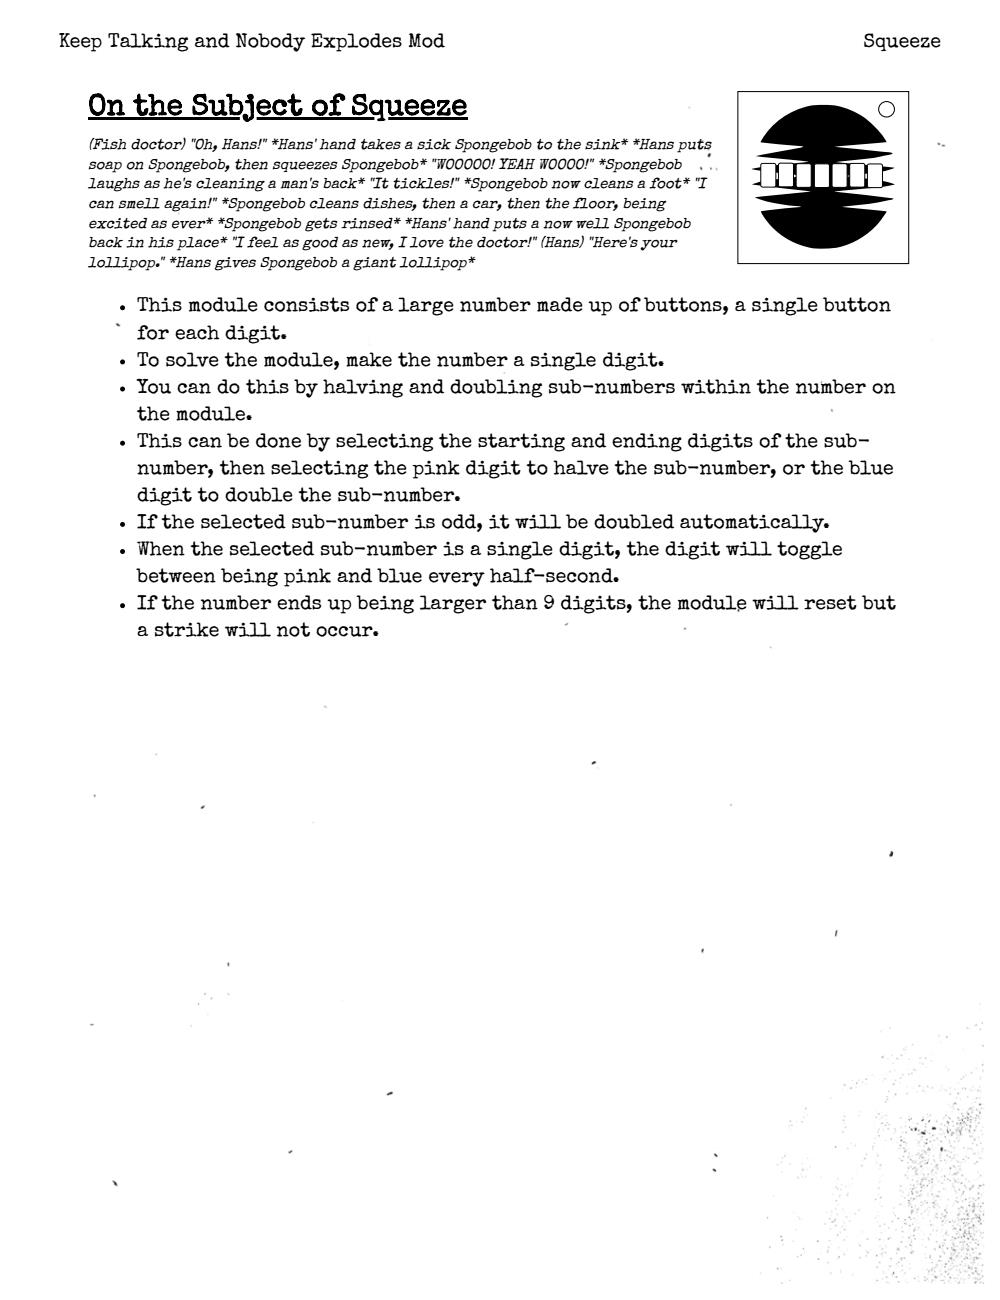 Keep Talking and Nobody Explodes Mod
Squeeze
On the Subject of Squeeze
(Fish doctor) "Oh, Hans!" *Hans' hand takes a sick Spongebob to the sink* *Hans puts
soap on Spongebob, then squeezes Spongebob* "WOOOOO! YEAH WOOOO!" *Spongebob
laughs as he's cleaning a man's back* "It tickles!" *Spongebob now cleans a foot* "I
can smell again!" *Spongebob cleans dishes, then a car, then the floor, being
excited as ever* *Spongebob gets rinsed* *Hans' hand puts a now well Spongebob
back in his place* "I feel as good as new, I love the doctor!" (Hans) "Here's your
lollipop." *Hans gives Spongebob a giant lollipop*
• This module consists of a large number made up of buttons, a single button
for each digit.
• To solve the module, make the number a single digit.
• You can do this by halving and doubling sub-numbers within the number on
the module.
• This can be done by selecting the starting and ending digits of the sub-
number, then selecting the pink digit to halve the sub-number, or the blue
digit to double the sub-number.
• If the selected sub-number is odd, it will be doubled automatically.
• When the selected sub-number is a single digit, the digit will toggle
between being pink and blue every half-second.
• If the number ends up being larger than 9 digits, the module will reset but
a strike will not occur.